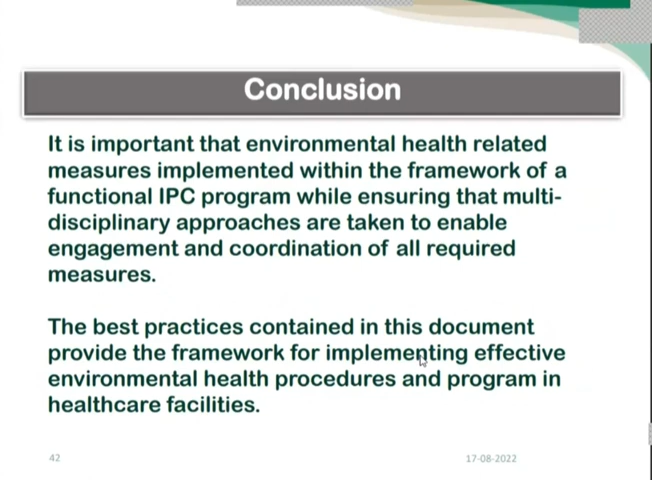 Conclusion
It is important that environmental health related
measures implemented within the framework of a
functional IPC program while ensuring that multi-
disciplinary approaches are taken to enable
engagement and coordination of all required
measures.
The best practices contained in this document
provide the framework for implementing effective
environmental health procedures and program in
healthcare facilities.
42
17-08-2022